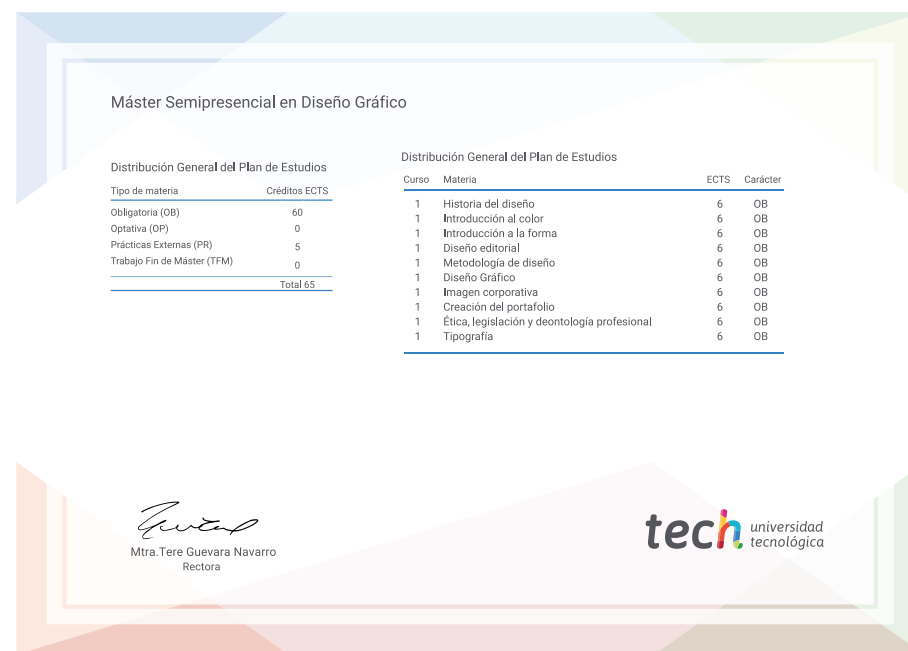 Máster Semipresencial en Diseño Gráfico
Distribución General del Plan de Estudios
Tipo de materia Créditos ECTS
Obligatoria (OB) 60
Optativa (OP) 0
Prácticas Externas (PR) 5
Trabajo Fin de Máster (TFM) 0
Total 65
Distribución General del Plan de Estudios
Curso Materia ECTS Carácter
1 Historia del diseño 6 OB
1 Introducción al color 6 OB
1 Introducción a la forma 6 OB
1 Diseño editorial 6 OB
1 Metodología de diseño 6 OB
1 Diseño Gráfico 6 OB
1 Imagen corporativa 6 OB
1 Creación del portafolio 6 OB
1 Ética, legislación y deontología profesional 6 OB
1 Tipografía 6 OB
Mtra.Tere Guevara Navarro
Rectora
tech universidad
tecnológica